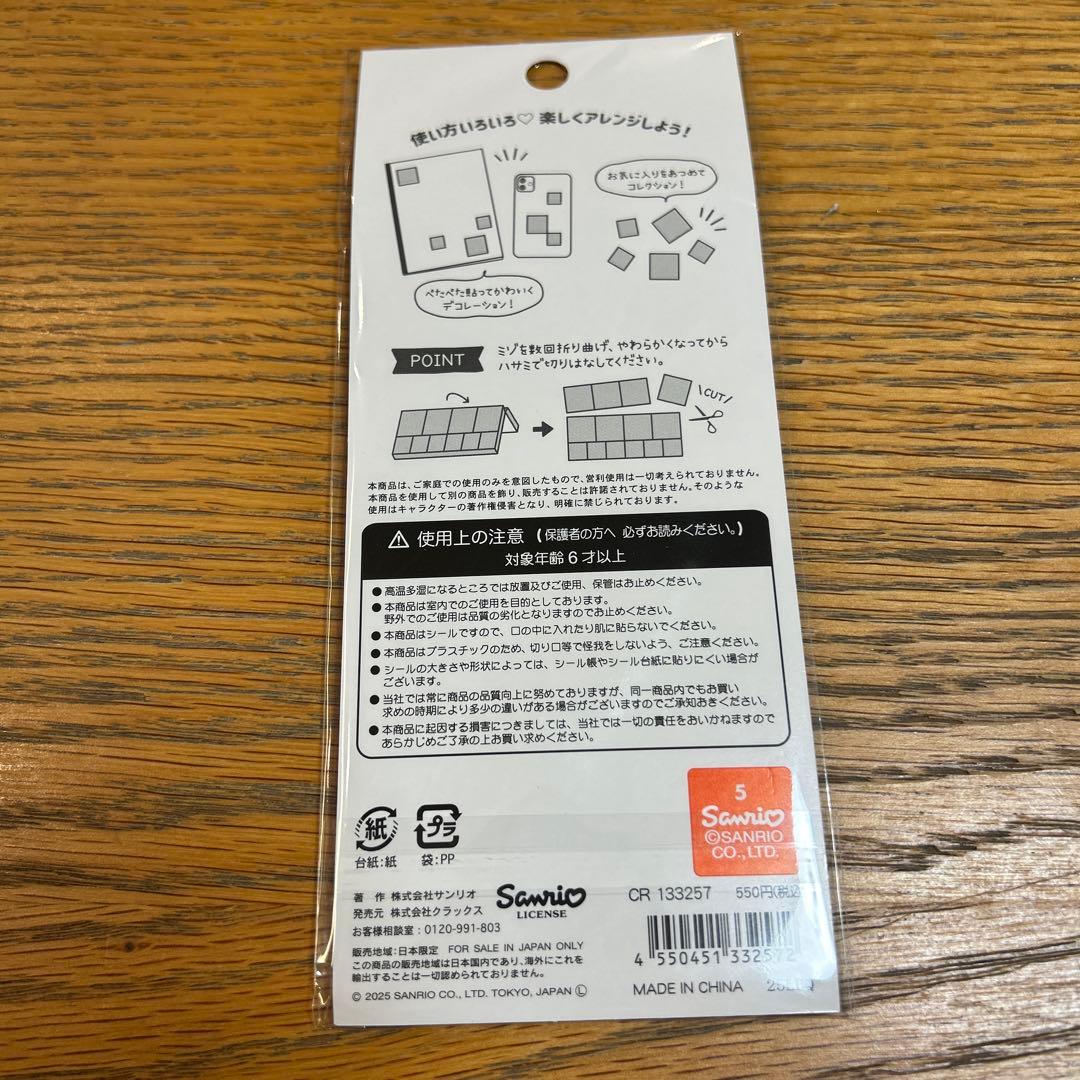 使い方いろいろ♡ 楽しくアレンジしよう！
お気に入りをあつめて
コレクション！
ぺたぺた貼ってかわいく
デコレーション！
POINT
ミゾを数回折り曲げ、やわらかくなってから
ハサミで切りはなしてください。
\CUT/
本商品は、ご家庭での使用のみを意図したもので、営利使用は一切考えられておりません。
本商品を使用して別の商品を飾り、販売することは許諾されておりません。そのような
使用はキャラクターの著作権侵害となり、明確に禁じられております。
⚠ 使用上の注意 (保護者の方へ 必ずお読みください。)
対象年齢6才以上
●高温多湿になるところでは放置及びご使用、保管はお止めください。
●本商品は室内でのご使用を目的としております。
野外でのご使用は品質の劣化となりますのでお止めください。
●本商品はシールですので、口の中に入れたり肌に貼らないでください。
●本商品はプラスチックのため、切り口等で怪我をしないよう、ご注意ください。
●シールの大きさや形状によっては、シール帳やシール台紙に貼りにくい場合が
ございます。
●当社では常に商品の品質向上に努めておりますが、同一商品内でもお買い
求めの時期により多少の違いがある場合がございますのでご承知おきください。
●本商品に起因する損害につきましては、当社では一切の責任をおいかねますので
あらかじめご了承の上お買い求めください。
5
Sanrio
©SANRIO
CO., LTD.
紙
プラ
台紙:紙
袋:PP
著 作 株式会社サンリオ
発売元 株式会社クラックス
お客様相談室:0120-991-803
Sanrio
LICENSE
CR 133257 550円(税込)
販売地域:日本限定 FOR SALE IN JAPAN ONLY
この商品の販売地域は日本国内であり、海外にこれを
輸出することは一切認められておりません。
4 550451 332572
© 2025 SANRIO CO., LTD. TOKYO, JAPAN Ⓛ
MADE IN CHINA